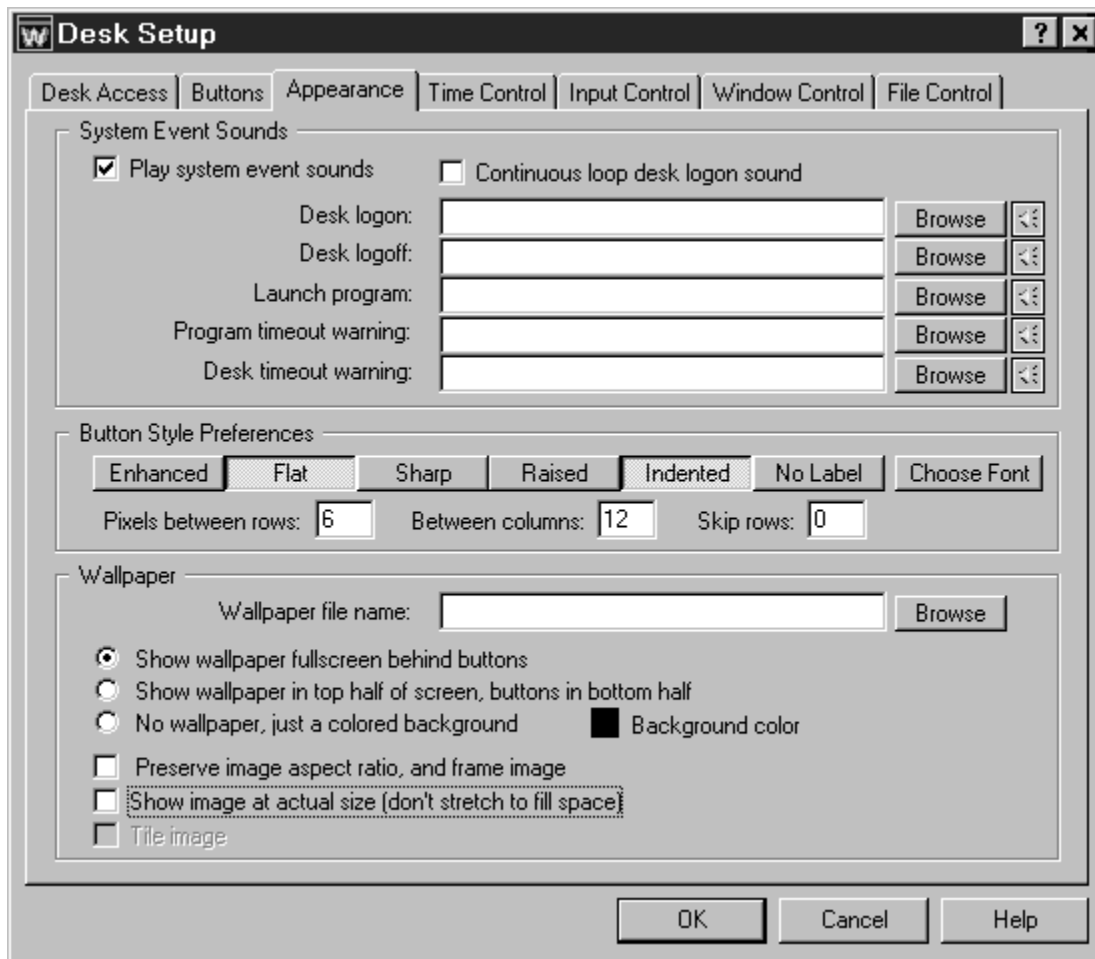 Desk Setup
Desk Access Buttons Appearance Time Control Input Control Window Control File Control
System Event Sounds
Play system event sounds Continuous loop desk logon sound
Desk logon: Browse
Desk logoff: Browse
Launch program: Browse
Program timeout warning: Browse
Desk timeout warning: Browse
Button Style Preferences
Enhanced Flat Sharp Raised Indented No Label Choose Font
Pixels between rows: 6 Between columns: 12 Skip rows: 0
Wallpaper
Wallpaper file name: Browse
Show wallpaper fullscreen behind buttons
Show wallpaper in top half of screen, buttons in bottom half
No wallpaper, just a colored background Background color
Preserve image aspect ratio, and frame image
Show image at actual size (don't stretch to fill space)
Tile image
OK Cancel Help